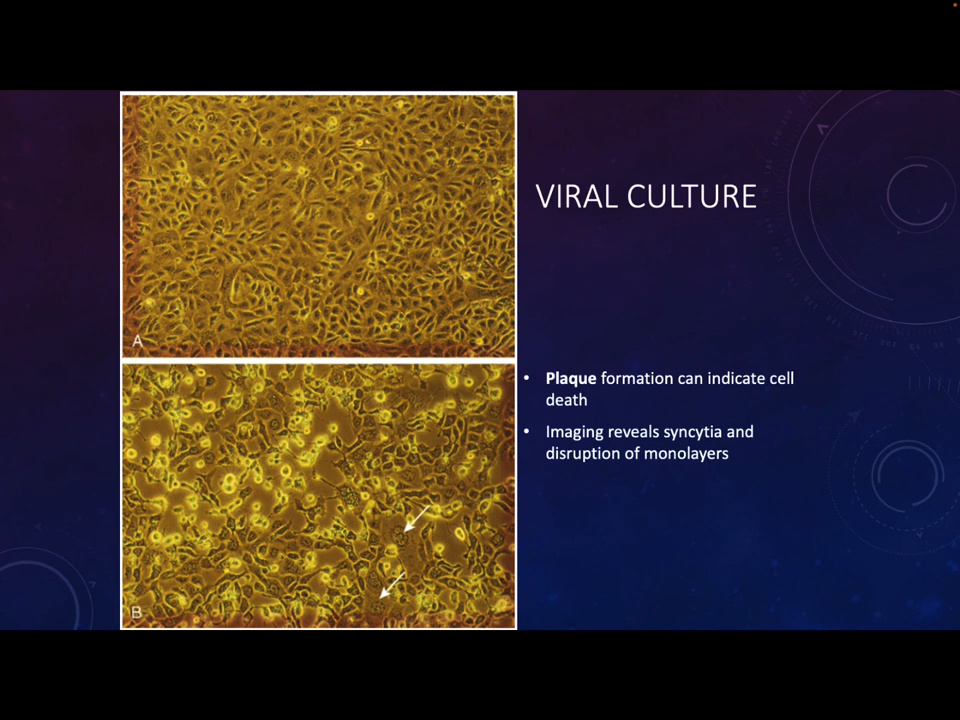 VIRAL CULTURE
A
• Plaque formation can indicate cell
death
• Imaging reveals syncytia and
disruption of monolayers
B